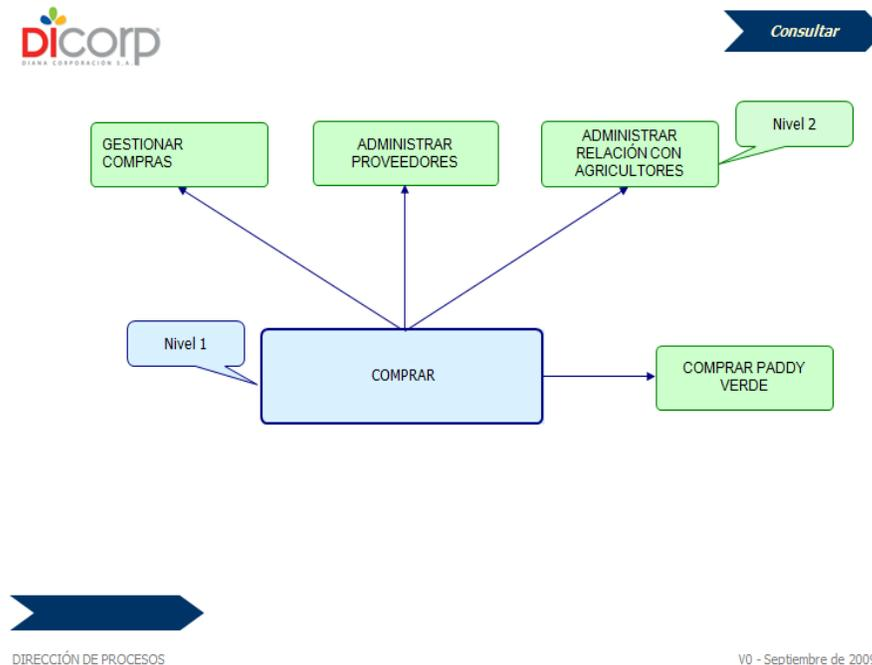 Dicorp
DIANA CORPORACIÓN S.A.
Consultar
GESTIONAR
COMPRAS
ADMINISTRAR
PROVEEDORES
ADMINISTRAR
RELACIÓN CON
AGRICULTORES
Nivel 2
Nivel 1
COMPRAR
COMPRAR PADDY
VERDE
DIRECCIÓN DE PROCESOS
V0 - Septiembre de 2009